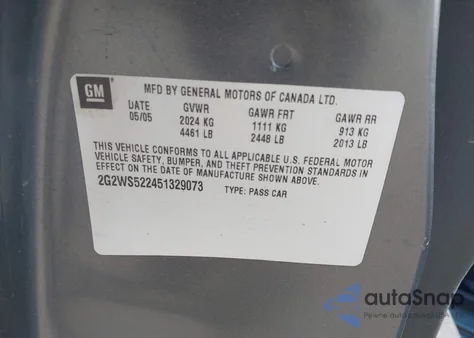 GM
MFD BY GENERAL MOTORS OF CANADA LTD.
DATE GVWR GAWR FRT GAWR RR
05/05 2024 KG 1111 KG 913 KG
4461 LB 2448 LB 2013 LB
THIS VEHICLE CONFORMS TO ALL APPLICABLE U.S. FEDERAL MOTOR
VEHICLE SAFETY, BUMPER, AND THEFT PREVENTION STANDARDS IN
EFFECT ON THE DATE OF MANUFACTURE SHOWN ABOVE.
2G2WS522451329073 TYPE: PASS CAR
autoSnap
Pewne auto z